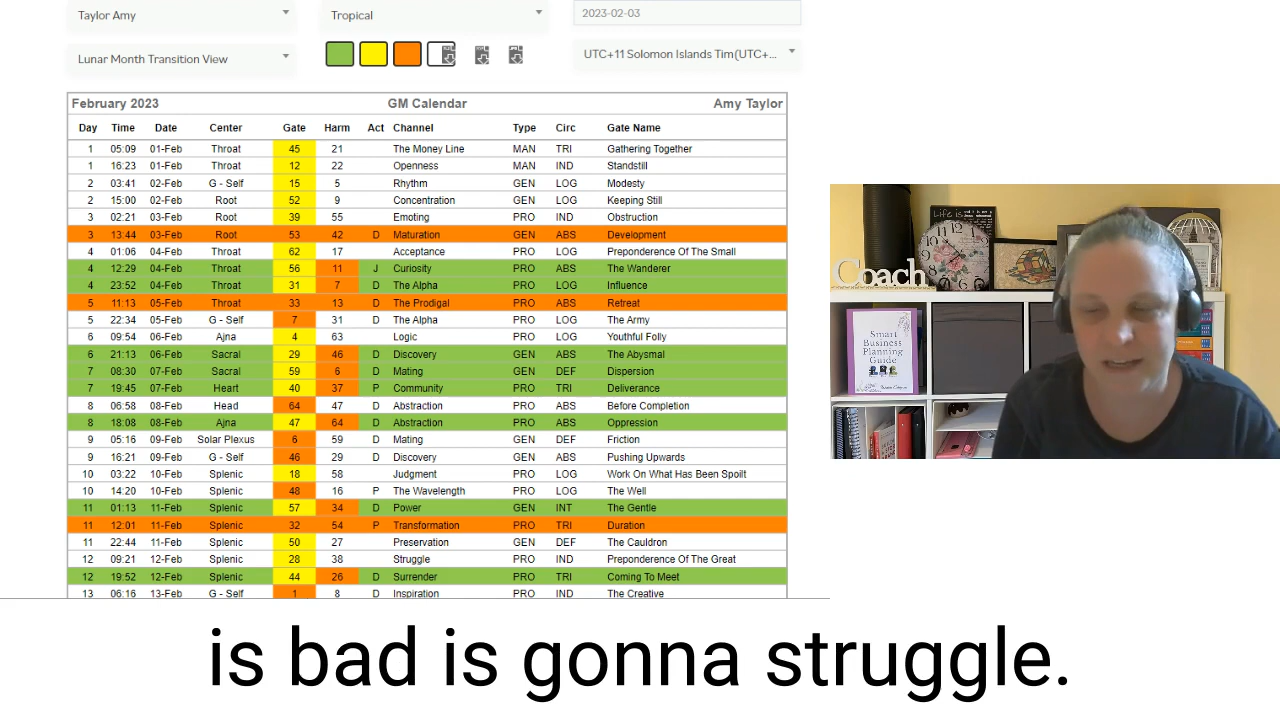 Taylor Amy
Tropical
2023-02-03
Lunar Month Transition View
UTC+11 Solomon Islands Tim(UTC+...
February 2023 GM Calendar Amy Taylor
Day Time Date Center Gate Harm Act Channel Type Circ Gate Name
1 05:09 01-Feb Throat 45 21 The Money Line MAN TRI Gathering Together
1 16:23 01-Feb Throat 12 22 Openness MAN IND Standstill
2 03:41 02-Feb G - Self 15 5 Rhythm GEN LOG Modesty
2 15:00 02-Feb Root 52 9 Concentration GEN LOG Keeping Still
3 02:21 03-Feb Root 39 55 Emoting PRO IND Obstruction
3 13:44 03-Feb Root 53 42 D Maturation GEN ABS Development
4 01:06 04-Feb Throat 62 17 Acceptance PRO LOG Preponderence Of The Small
4 12:29 04-Feb Throat 56 11 J Curiosity PRO ABS The Wanderer
4 23:52 04-Feb Throat 31 7 D The Alpha PRO LOG Influence
5 11:13 05-Feb Throat 33 13 D The Prodigal PRO ABS Retreat
5 22:34 05-Feb G - Self 7 31 D The Alpha PRO LOG The Army
6 09:54 06-Feb Ajna 4 63 Logic PRO LOG Youthful Folly
6 21:13 06-Feb Sacral 29 46 D Discovery GEN ABS The Abysmal
7 08:30 07-Feb Sacral 59 6 D Mating GEN DEF Dispersion
7 19:45 07-Feb Heart 40 37 P Community PRO TRI Deliverance
8 06:58 08-Feb Head 64 47 D Abstraction PRO ABS Before Completion
8 18:08 08-Feb Ajna 47 64 D Abstraction PRO ABS Oppression
9 05:16 09-Feb Solar Plexus 6 59 D Mating GEN DEF Friction
9 16:21 09-Feb G - Self 46 29 D Discovery GEN ABS Pushing Upwards
10 03:22 10-Feb Splenic 18 58 Judgment PRO LOG Work On What Has Been Spoilt
10 14:20 10-Feb Splenic 48 16 P The Wavelength PRO LOG The Well
11 01:13 11-Feb Splenic 57 34 D Power GEN INT The Gentle
11 12:01 11-Feb Splenic 32 54 P Transformation PRO TRI Duration
11 22:44 11-Feb Splenic 50 27 Preservation GEN DEF The Cauldron
12 09:21 12-Feb Splenic 28 38 Struggle PRO IND Preponderence Of The Great
12 19:52 12-Feb Splenic 44 26 D Surrender PRO TRI Coming To Meet
13 06:16 13-Feb G - Self 1 8 D Inspiration PRO IND The Creative
Life is
Coach
Smart
Business
Planning
Guide
is bad is gonna struggle.